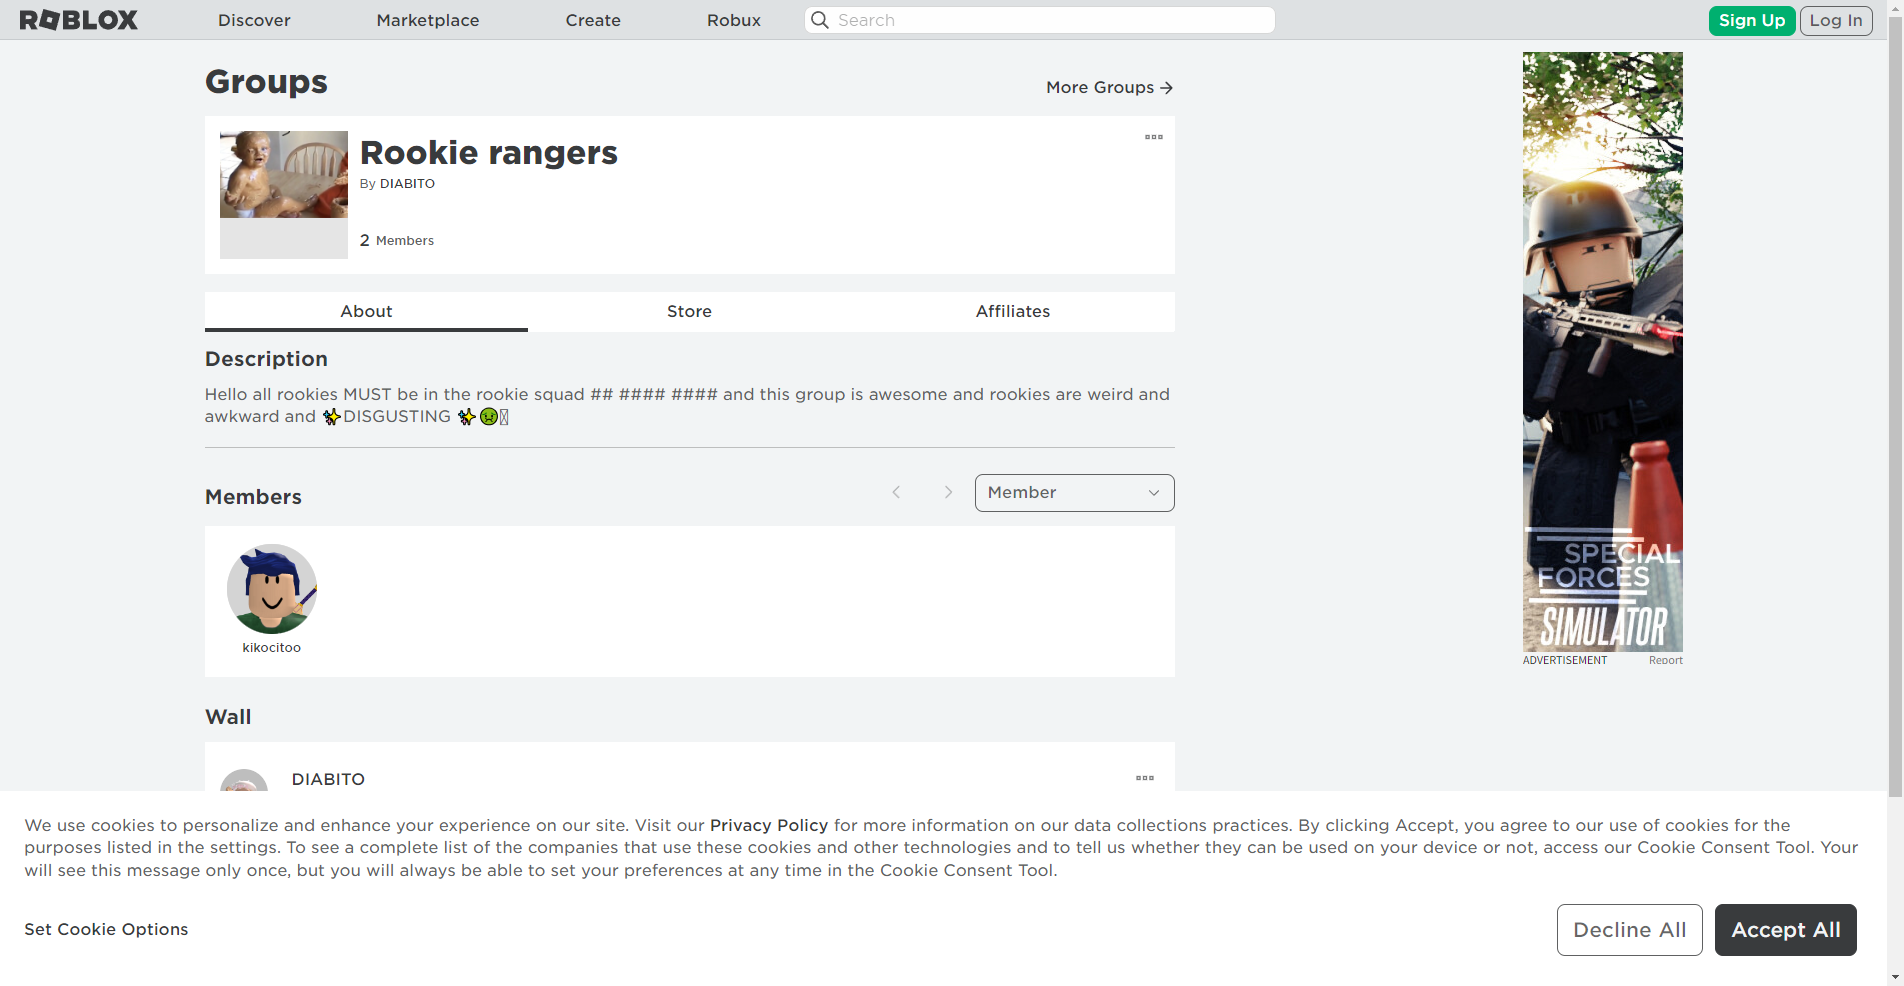 ROBLOX Discover Marketplace Create Robux Search Sign Up Log In
Groups
More Groups →
Rookie rangers
By DIABITO
2 Members
About Store Affiliates
Description
Hello all rookies MUST be in the rookie squad ## #### #### and this group is awesome and rookies are weird and
awkward and ✨DISGUSTING ✨🤢
Members
Member
kikocitoo
Wall
DIABITO
SPECIAL
FORCES
SIMULATOR
ADVERTISEMENT Report
We use cookies to personalize and enhance your experience on our site. Visit our Privacy Policy for more information on our data collections practices. By clicking Accept, you agree to our use of cookies for the
purposes listed in the settings. To see a complete list of the companies that use these cookies and other technologies and to tell us whether they can be used on your device or not, access our Cookie Consent Tool. Your
will see this message only once, but you will always be able to set your preferences at any time in the Cookie Consent Tool.
Set Cookie Options
Decline All
Accept All